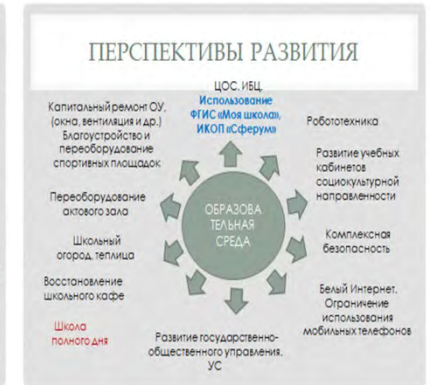 ПЕРСПЕКТИВЫ РАЗВИТИЯ
ЦОС. ИБЦ.
Использование
ФГИС «Моя школа»,
ИКОП «Сферум»
Робототехника
Развитие учебных
кабинетов
социокультурной
направленности
Комплексная
безопасность
Белый Интернет.
Ограничение
использования
мобильных телефонов
Развитие государственно-
общественного управления.
УС
Школа
полного дня
Восстановление
школьного кафе
Школьный
огород, теплица
Переоборудование
актового зала
Капитальный ремонт ОУ.
(окна, вентиляция и др.)
Благоустройство и
переоборудование
спортивных площадок
ОБРАЗОВА
ТЕЛЬНАЯ
СРЕДА